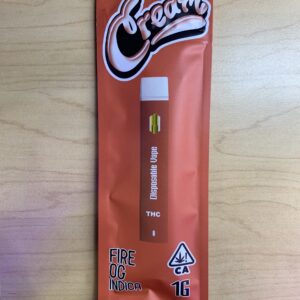 Cream
Disposable Vape
THC
FIRE
OG
INDICA
CA
1G